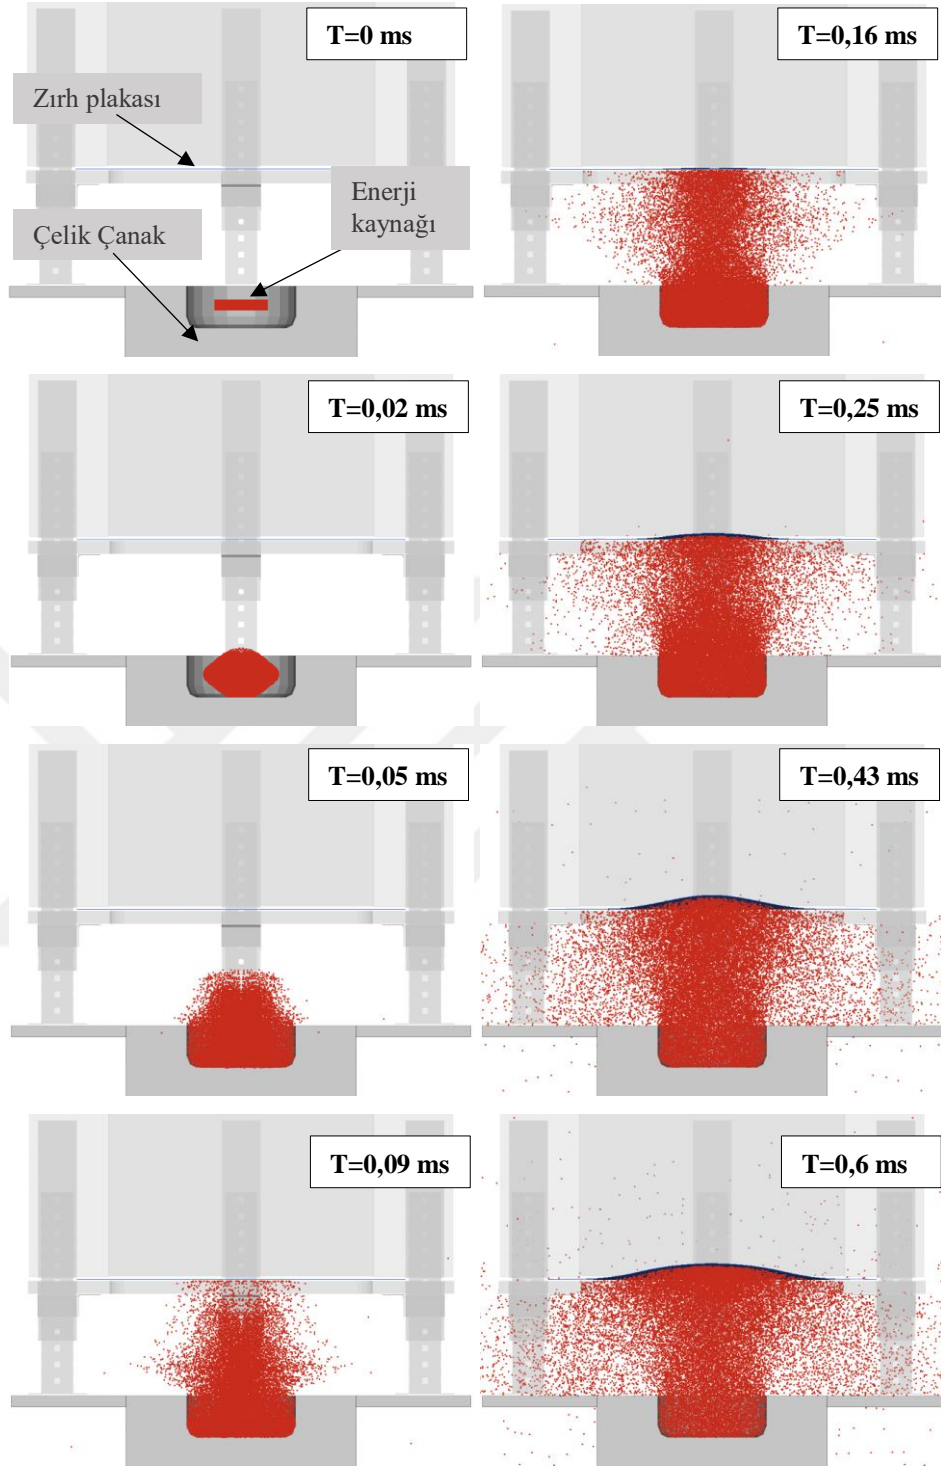 T=0 ms
Zırh plakası
Enerji
kaynağı
Çelik Çanak
T=0,02 ms
T=0,05 ms
T=0,09 ms
T=0,16 ms
T=0,25 ms
T=0,43 ms
T=0,6 ms